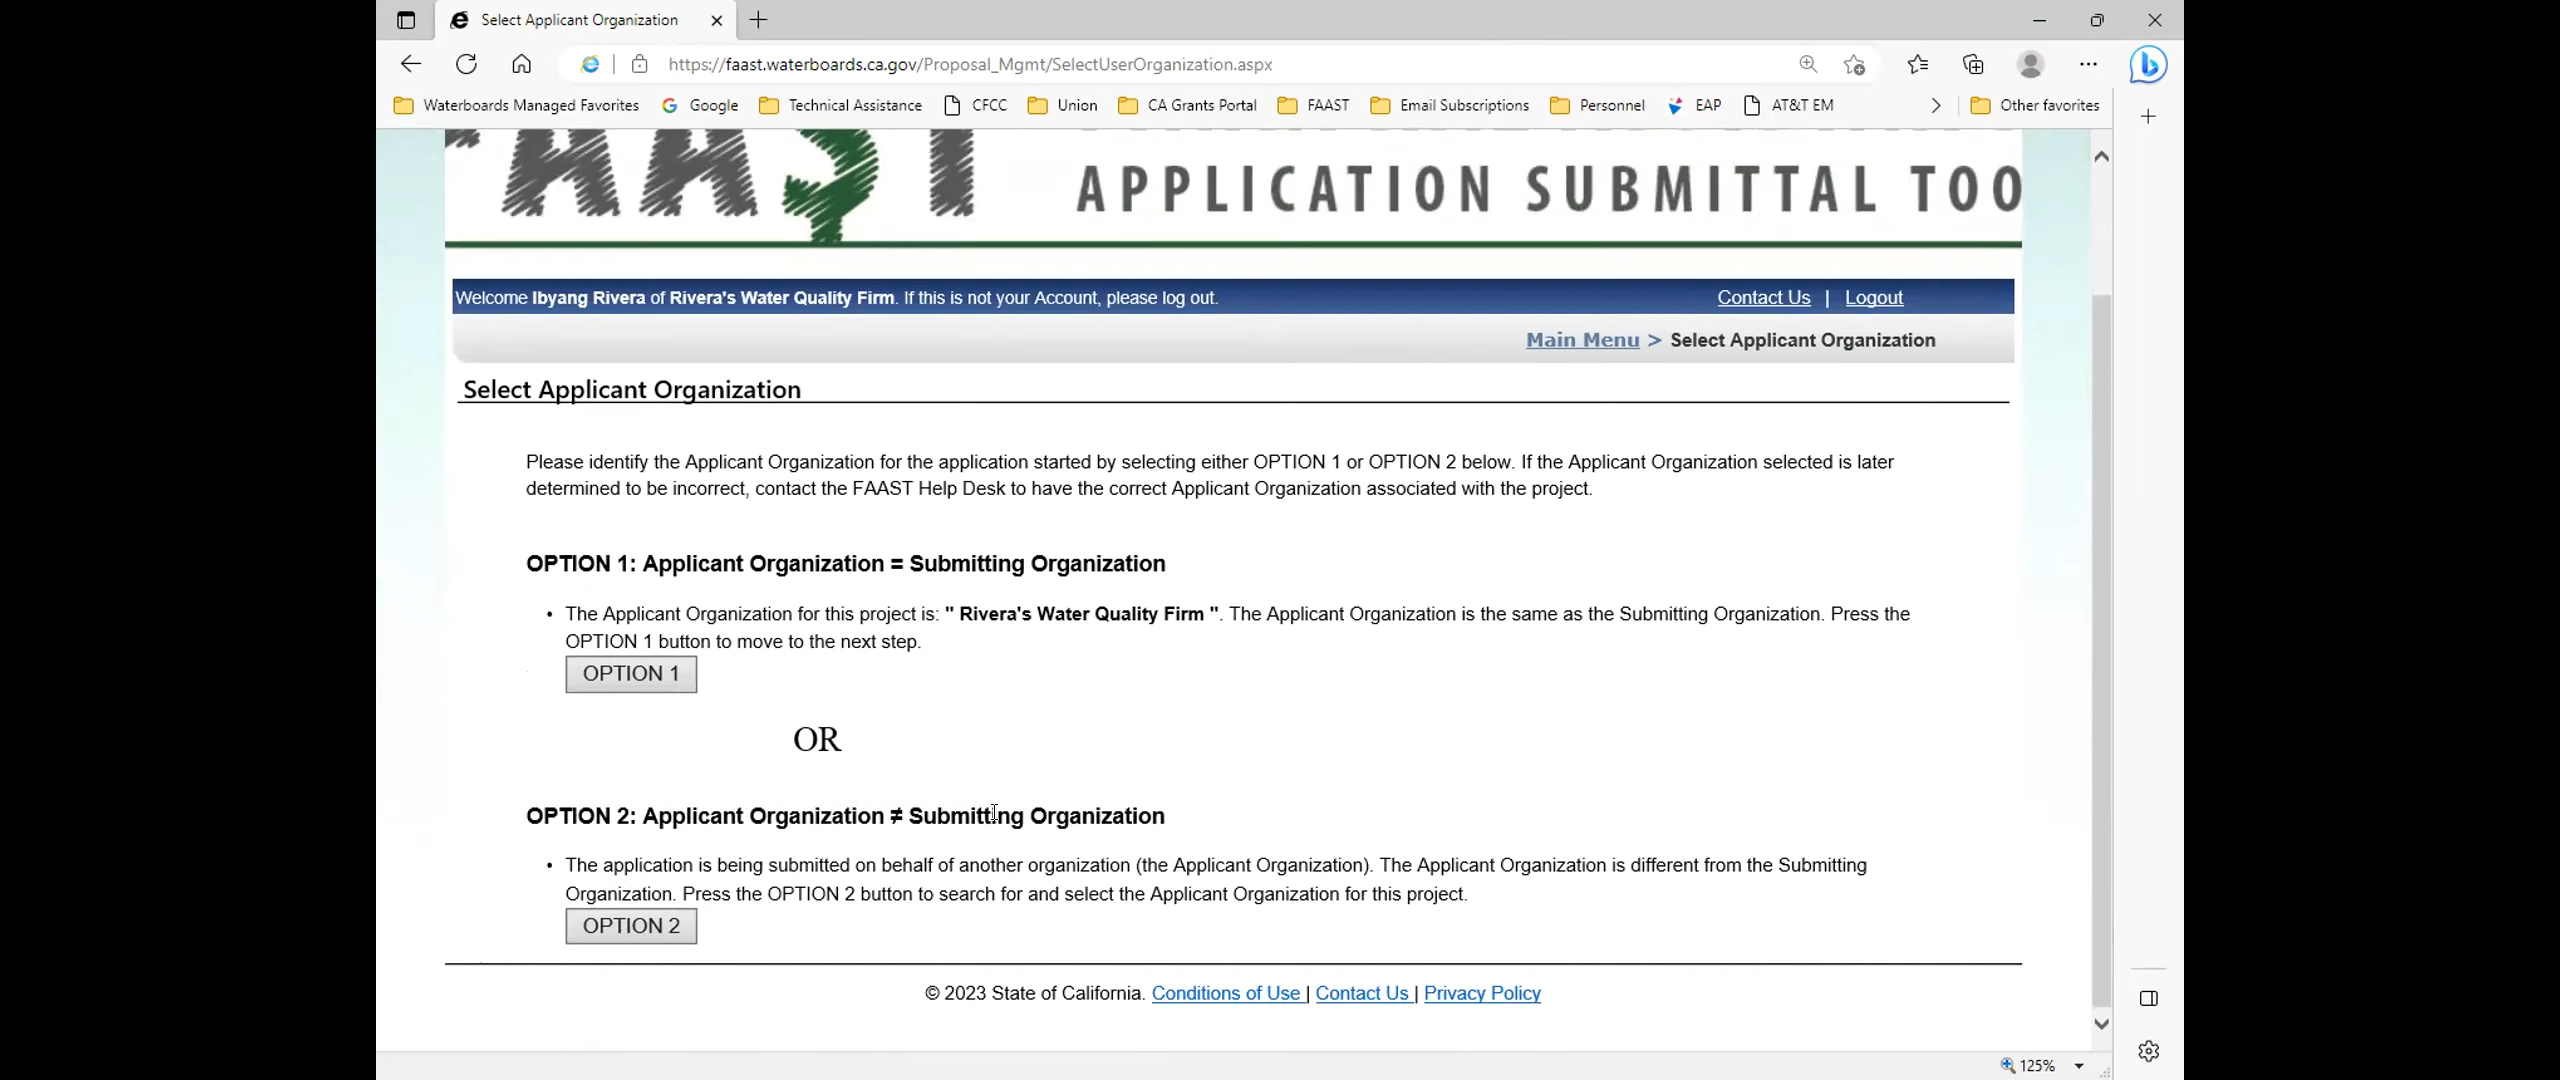 Select Applicant Organization
https://faast.waterboards.ca.gov/Proposal_Mgmt/SelectUserOrganization.aspx
Waterboards Managed Favorites Google Technical Assistance CFCC Union CA Grants Portal FAAST Email Subscriptions Personnel EAP AT&T EM Other favorites
FAAST
APPLICATION SUBMITTAL TOO
Welcome Ibyang Rivera of Rivera's Water Quality Firm. If this is not your Account, please log out. Contact Us | Logout
Main Menu > Select Applicant Organization
Select Applicant Organization
Please identify the Applicant Organization for the application started by selecting either OPTION 1 or OPTION 2 below. If the Applicant Organization selected is later
determined to be incorrect, contact the FAAST Help Desk to have the correct Applicant Organization associated with the project.
OPTION 1: Applicant Organization = Submitting Organization
• The Applicant Organization for this project is: " Rivera's Water Quality Firm ". The Applicant Organization is the same as the Submitting Organization. Press the
OPTION 1 button to move to the next step.
OPTION 1
OR
OPTION 2: Applicant Organization ≠ Submitting Organization
• The application is being submitted on behalf of another organization (the Applicant Organization). The Applicant Organization is different from the Submitting
Organization. Press the OPTION 2 button to search for and select the Applicant Organization for this project.
OPTION 2
© 2023 State of California. Conditions of Use | Contact Us | Privacy Policy
125%